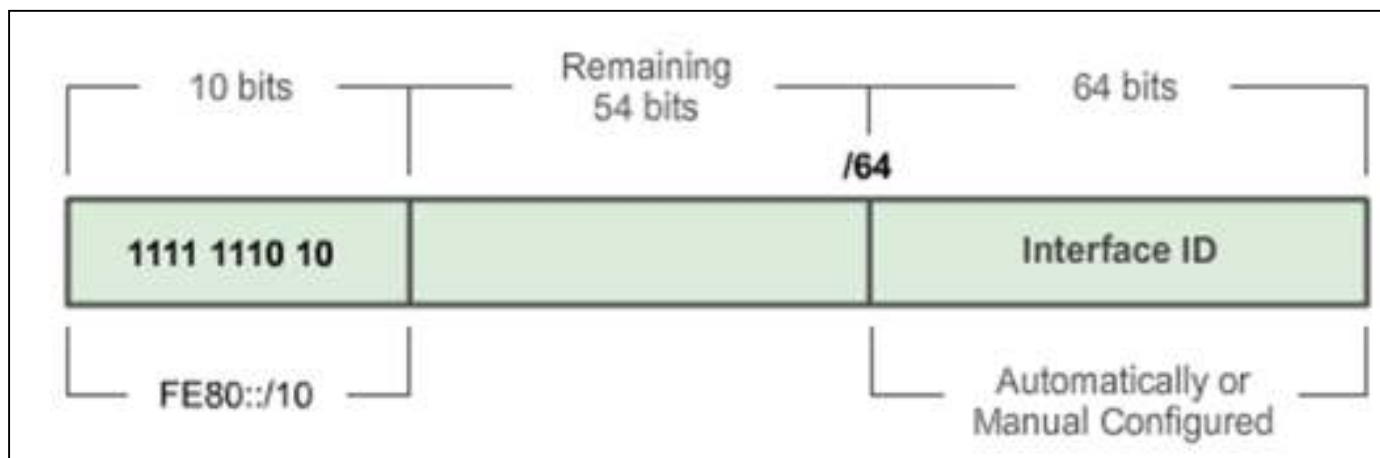 10 bits
Remaining
54 bits
64 bits
/64
1111 1110 10
Interface ID
FE80::/10
Automatically or
Manual Configured